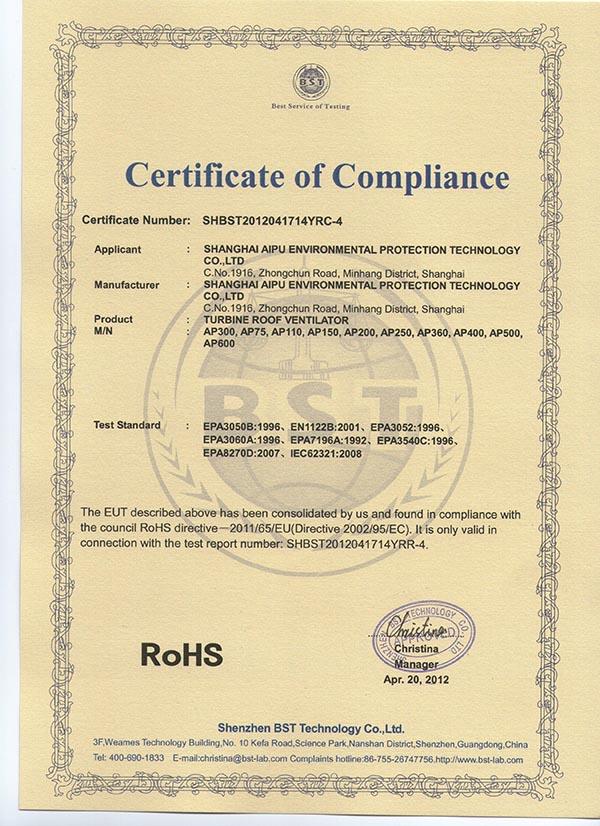 BST
Best Service of Testing
Certificate of Compliance
Certificate Number: SHBST2012041714YRC-4
Applicant : SHANGHAI AIPU ENVIRONMENTAL PROTECTION TECHNOLOGY
CO.,LTD
C.No.1916, Zhongchun Road, Minhang District, Shanghai
Manufacturer : SHANGHAI AIPU ENVIRONMENTAL PROTECTION TECHNOLOGY
CO.,LTD
C.No.1916, Zhongchun Road, Minhang District, Shanghai
Product : TURBINE ROOF VENTILATOR
M/N : AP300, AP75, AP110, AP150, AP200, AP250, AP360, AP400, AP500,
AP600
BST
Test Standard : EPA3050B:1996、EN1122B:2001、EPA3052:1996、
EPA3060A:1996、EPA7196A:1992、EPA3540C:1996、
EPA8270D:2007、IEC62321:2008
The EUT described above has been consolidated by us and found in compliance with
the council RoHS directive—2011/65/EU(Directive 2002/95/EC). It is only valid in
connection with the test report number: SHBST2012041714YRR-4.
RoHS
SHENZHEN BST TECHNOLOGY CO., LTD
APPROVED
Christina
Christina
Manager
Apr. 20, 2012
Shenzhen BST Technology Co.,Ltd.
3F,Weames Technology Building,No. 10 Kefa Road,Science Park,Nanshan District,Shenzhen,Guangdong,China
Tel: 400-690-1833 E-mail:christina@bst-lab.com Complaints hotline:86-755-26747756.http://www.bst-lab.com